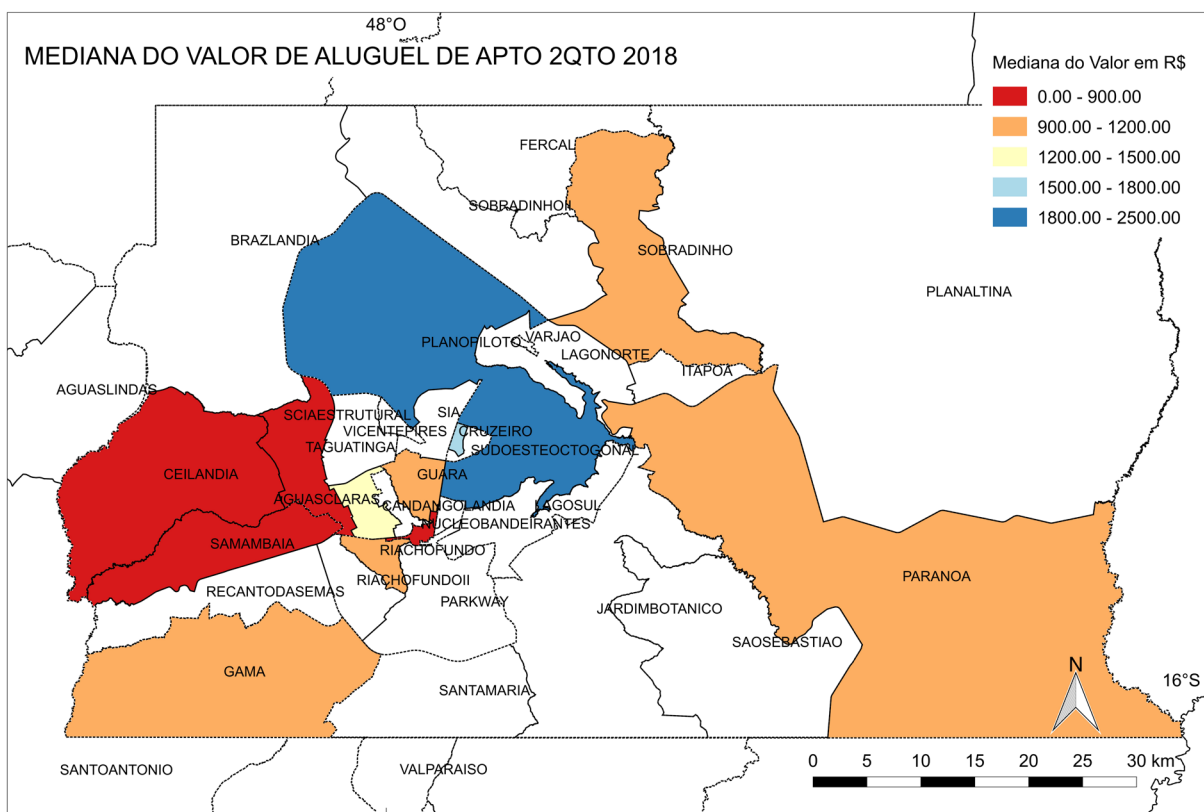 48°O
MEDIANA DO VALOR DE ALUGUEL DE APTO 2QTO 2018
Mediana do Valor em R$
0.00 - 900.00
900.00 - 1200.00
1200.00 - 1500.00
1500.00 - 1800.00
1800.00 - 2500.00
FERCAL
SOBRADINHOII
BRAZLANDIA
SOBRADINHO
PLANALTINA
PLANOPILOTO
VARJAO
LAGONORTE
ITAPOA
AGUASLINDAS
SCIAESTRUTURAL
SIA
VICENTEPIRES
CRUZEIRO
TAGUATINGA
SUDOESTEOCTOGONAL
CEILANDIA
GUARA
AGUASCLARAS
CANDANGOLANDIA
LAGOSUL
NUCLEOBANDEIRANTES
SAMAMBAIA
RIACHOFUNDO
RIACHOFUNDOII
PARANOA
RECANTODASEMAS
PARKWAY
JARDIMBOTANICO
SAOSEBASTIAO
GAMA
N
16°S
SANTAMARIA
SANTOANTONIO
VALPARAISO
0 5 10 15 20 25 30 km